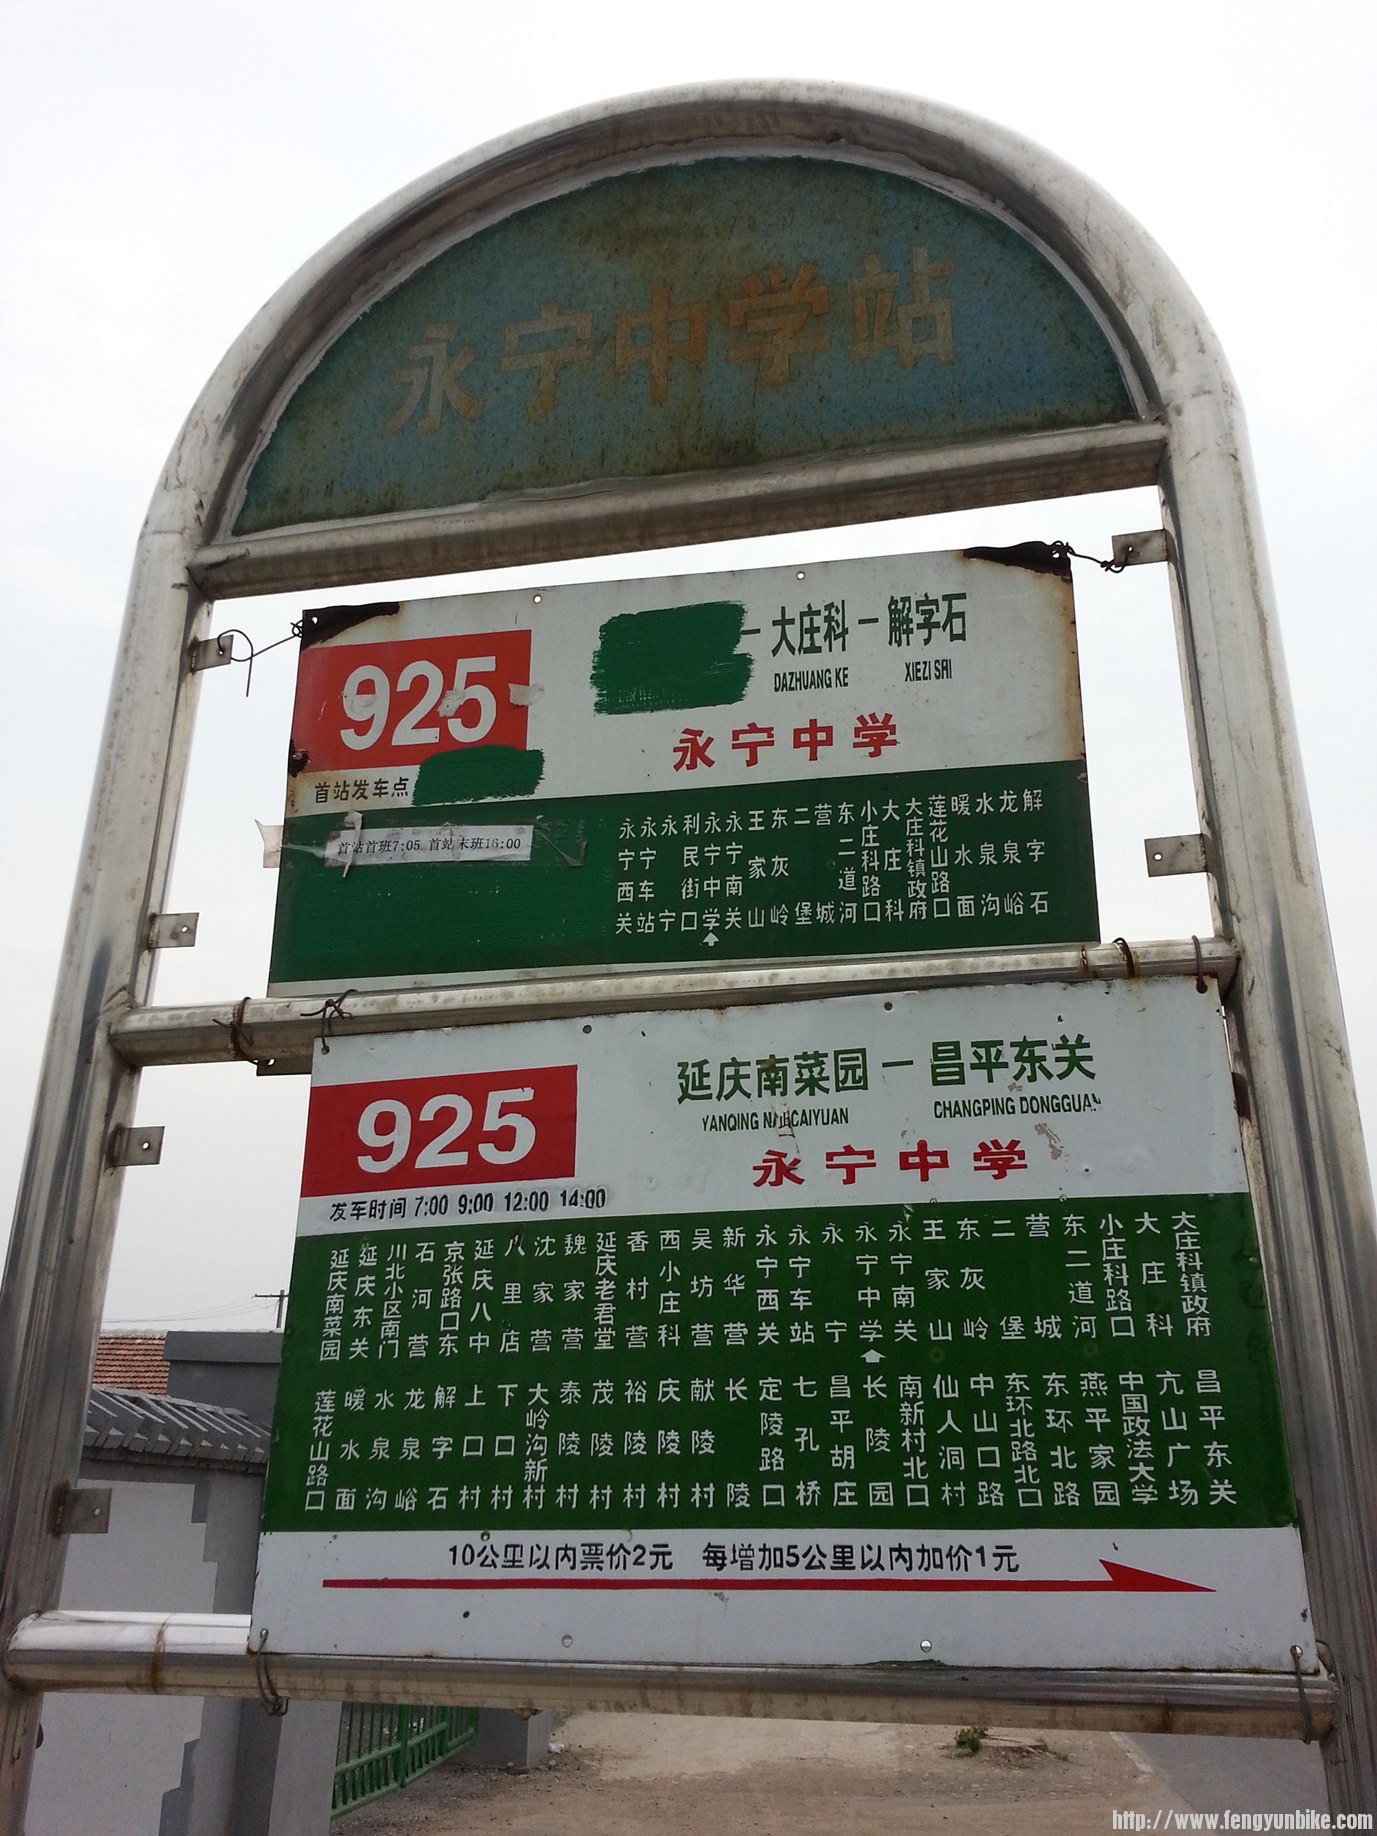 永宁中学站
925
一大庄科一解字石
DAZHUANG KE XIEZI SHI
永宁中学
首站发车点
首站首班7:05 首站末班16:00
永宁西关
永宁车站
永宁
利民街口
永宁中学
永宁南关
王家山
东灰岭
二堡
营城
东二道河
小庄科路口
大庄科
大庄科镇政府
莲花山路口
暖水面
水泉沟
龙泉峪
解字石
925
延庆南菜园一昌平东关
YANQING NANCAIYUAN CHANGPING DONGGUAN
永宁中学
发车时间 7:00 9:00 12:00 14:00
延庆南菜园
延庆东关
川北小区南门
石河营
京张路口东
延庆八中
八里店
沈家营
魏家营
延庆老君堂
香村营
西小庄科
吴坊营
新华营
永宁西关
永宁车站
永宁
永宁中学
永宁南关
王家山
东灰岭
二堡
营城
东二道河
小庄科路口
大庄科
大庄科镇政府
莲花山路口
暖水面
水泉沟
龙泉峪
解字石
上口村
下口村
大岭沟新村
泰陵村
茂陵村
裕陵村
庆陵村
献陵村
长陵
定陵路口
七孔桥
昌平胡庄
长陵园
南新村北口
仙人洞村
中山口路
东环北路北口
东环北路
燕平家园
中国政法大学
亢山广场
昌平东关
10公里以内票价2元 每增加5公里以内加价1元
http://www.fengyunbike.com